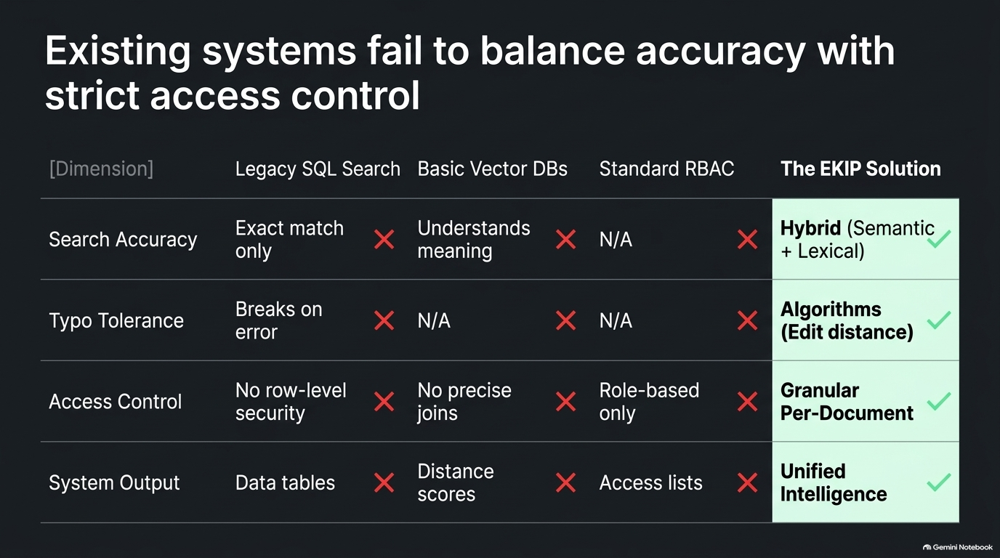 Existing systems fail to balance accuracy with
strict access control
[Dimension] Legacy SQL Search Basic Vector DBs Standard RBAC The EKIP Solution
Search Accuracy
Exact match
only
Understands
meaning
N/A
Hybrid (Semantic
+ Lexical)
Typo Tolerance
Breaks on
error
N/A
N/A
Algorithms
(Edit distance)
Access Control
No row-level
security
No precise
joins
Role-based
only
Granular
Per-Document
System Output
Data tables
Distance
scores
Access lists
Unified
Intelligence
Gemini Notebook